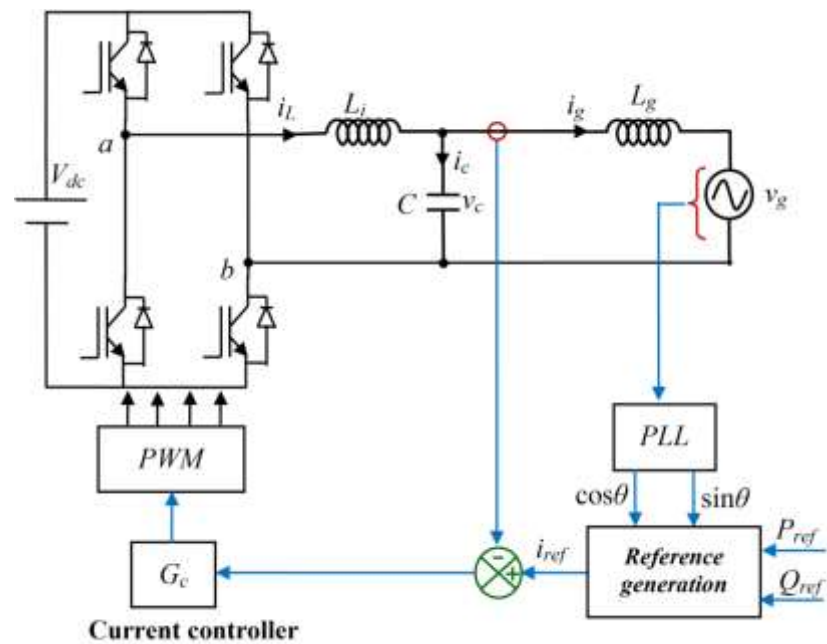 i_L
L_i
i_g
L_g
a
i_c
V_dc
C
v_c
v_g
b
PLL
PWM
cosθ
sinθ
P_ref
-
i_ref
+
Reference
generation
G_c
Q_ref
Current controller